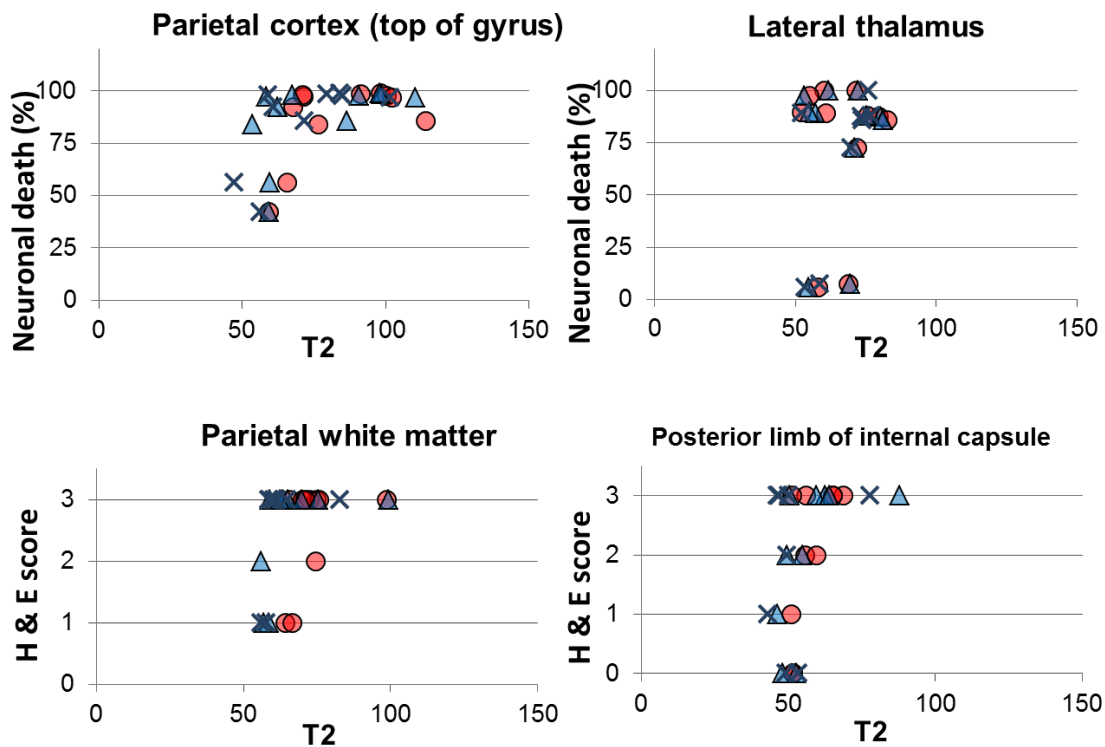 Parietal cortex (top of gyrus)
Neuronal death (%)
100
75
50
25
0
0 50 100 150
T2
Lateral thalamus
Neuronal death (%)
100
75
50
25
0
0 50 100 150
T2
Parietal white matter
H & E score
3
2
1
0
0 50 100 150
T2
Posterior limb of internal capsule
H & E score
3
2
1
0
0 50 100 150
T2